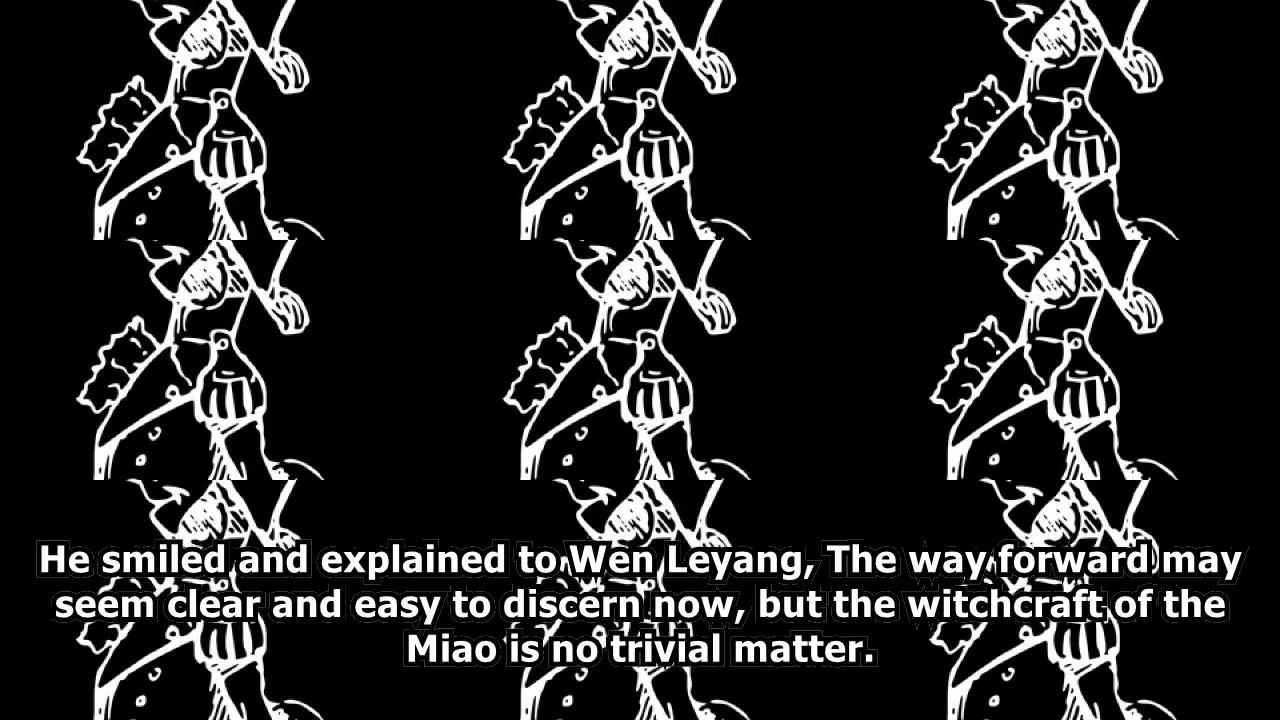 He smiled and explained to Wen Leyang, The way forward may
seem clear and easy to discern now, but the witchcraft of the
Miao is no trivial matter.